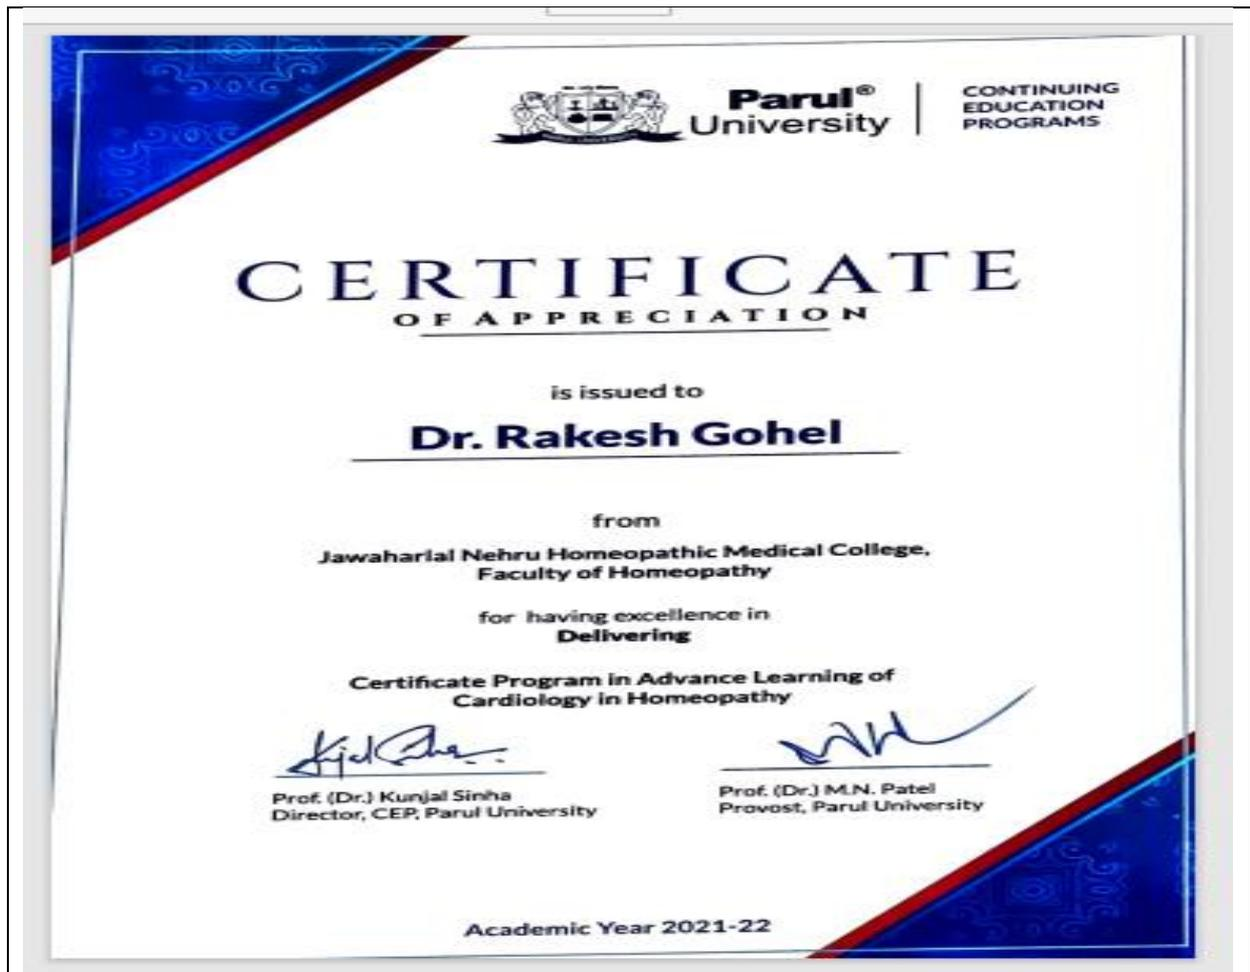 Parul®
University
CONTINUING
EDUCATION
PROGRAMS
CERTIFICATE
OF APPRECIATION
is issued to
Dr. Rakesh Gohel
from
Jawaharlal Nehru Homeopathic Medical College,
Faculty of Homeopathy
for having excellence in
Delivering
Certificate Program in Advance Learning of
Cardiology in Homeopathy
Prof. (Dr.) Kunjal Sinha
Director, CEP, Parul University
Prof. (Dr.) M.N. Patel
Provost, Parul University
Academic Year 2021-22